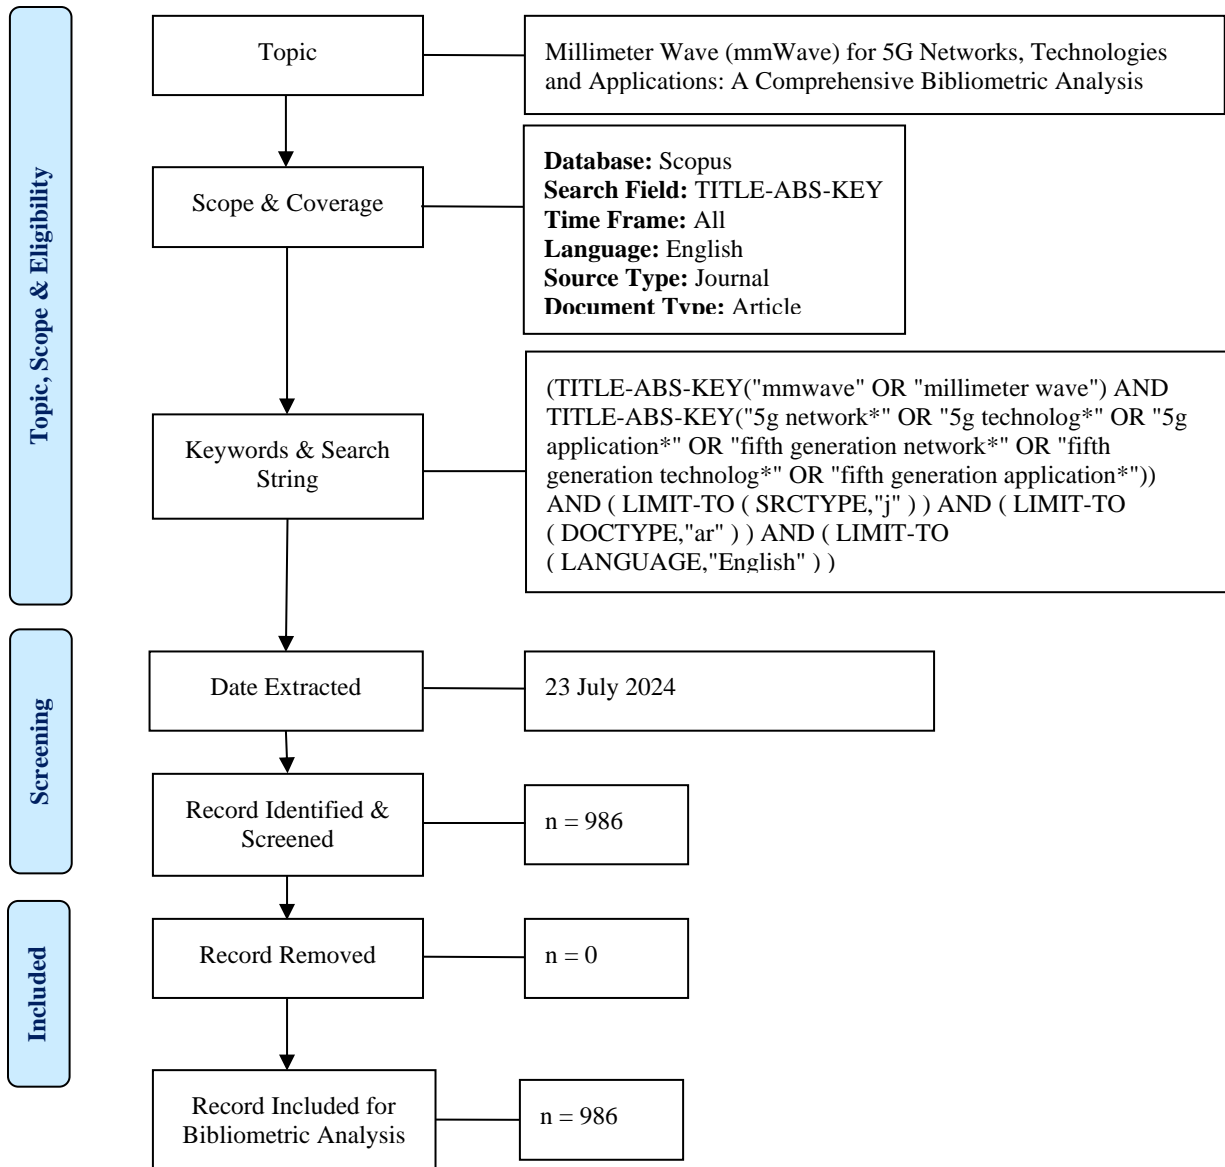 Topic, Scope & Eligibility
Topic
Millimeter Wave (mmWave) for 5G Networks, Technologies
and Applications: A Comprehensive Bibliometric Analysis
Scope & Coverage
Database: Scopus
Search Field: TITLE-ABS-KEY
Time Frame: All
Language: English
Source Type: Journal
Document Type: Article
Keywords & Search
String
(TITLE-ABS-KEY("mmwave" OR "millimeter wave") AND
TITLE-ABS-KEY("5g network*" OR "5g technolog*" OR "5g
application*" OR "fifth generation network*" OR "fifth
generation technolog*" OR "fifth generation application*"))
AND ( LIMIT-TO ( SRCTYPE,"j" ) ) AND ( LIMIT-TO
( DOCTYPE,"ar" ) ) AND ( LIMIT-TO
( LANGUAGE,"English" ) )
Screening
Date Extracted
23 July 2024
Record Identified &
Screened
n = 986
Included
Record Removed
n = 0
Record Included for
Bibliometric Analysis
n = 986